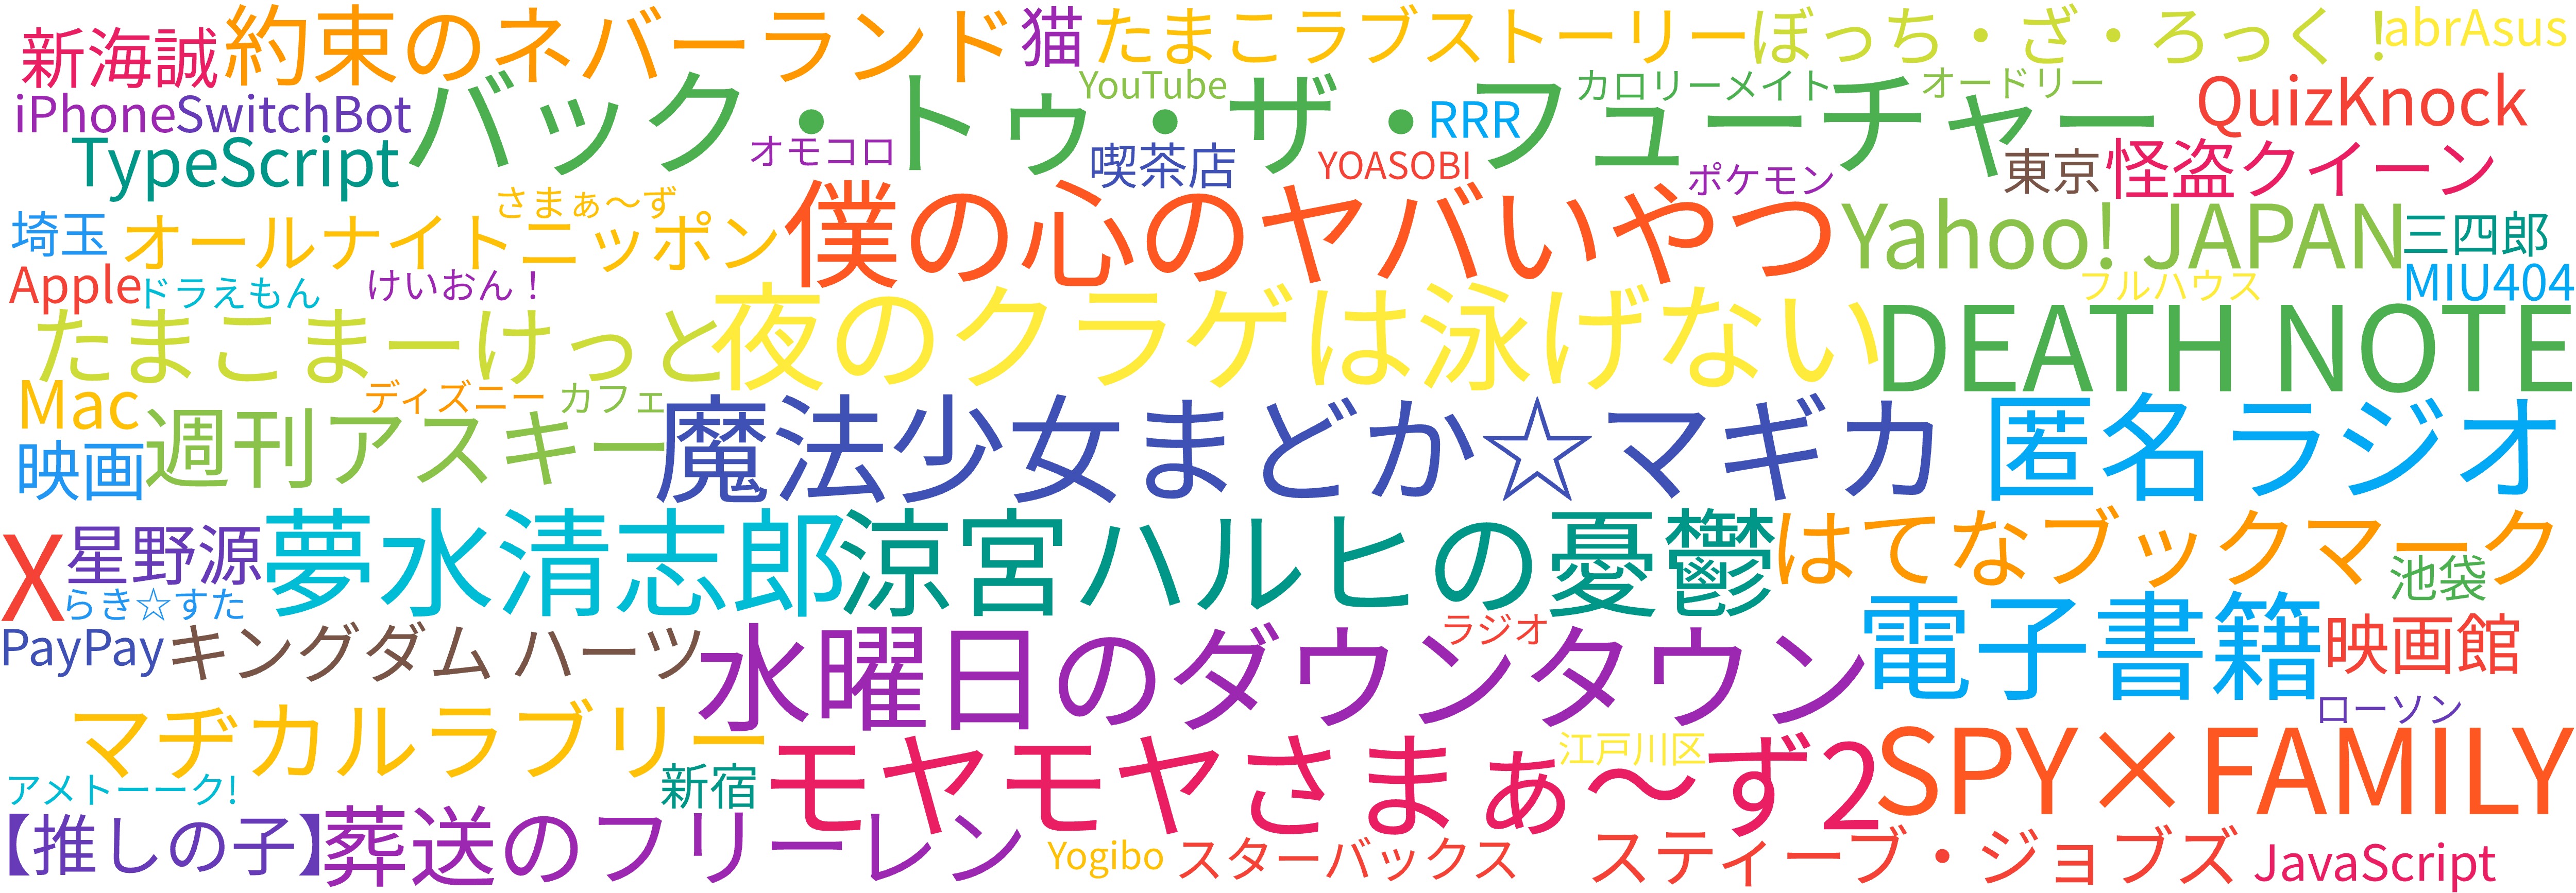 新海誠
約束のネバーランド
猫
たまこラブストーリー
ぼっち・ざ・ろっく！
abrAsus
iPhone
SwitchBot
バック・トゥ・ザ・フューチャー
YouTube
RRR
カロリーメイト
オードリー
QuizKnock
TypeScript
オモコロ
喫茶店
YOASOBI
ポケモン
東京
怪盗クイーン
埼玉
オールナイトニッポン
さまぁ〜ず
僕の心のヤバいやつ
Yahoo! JAPAN
三四郎
Apple
ドラえもん
けいおん！
フルハウス
MIU404
たまこまーけっと
夜のクラゲは泳げない
DEATH NOTE
Mac
ディズニー
カフェ
映画
週刊アスキー
魔法少女まどか☆マギカ
匿名ラジオ
X
星野源
らき☆すた
夢水清志郎
涼宮ハルヒの憂鬱
はてなブックマーク
池袋
PayPay
キングダム ハーツ
水曜日のダウンタウン
ラジオ
電子書籍
映画館
マヂカルラブリー
ローソン
アメトーーク!
新宿
モヤモヤさまぁ〜ず2
江戸川区
SPY×FAMILY
【推しの子】
葬送のフリーレン
Yogibo
スターバックス
スティーブ・ジョブズ
JavaScript